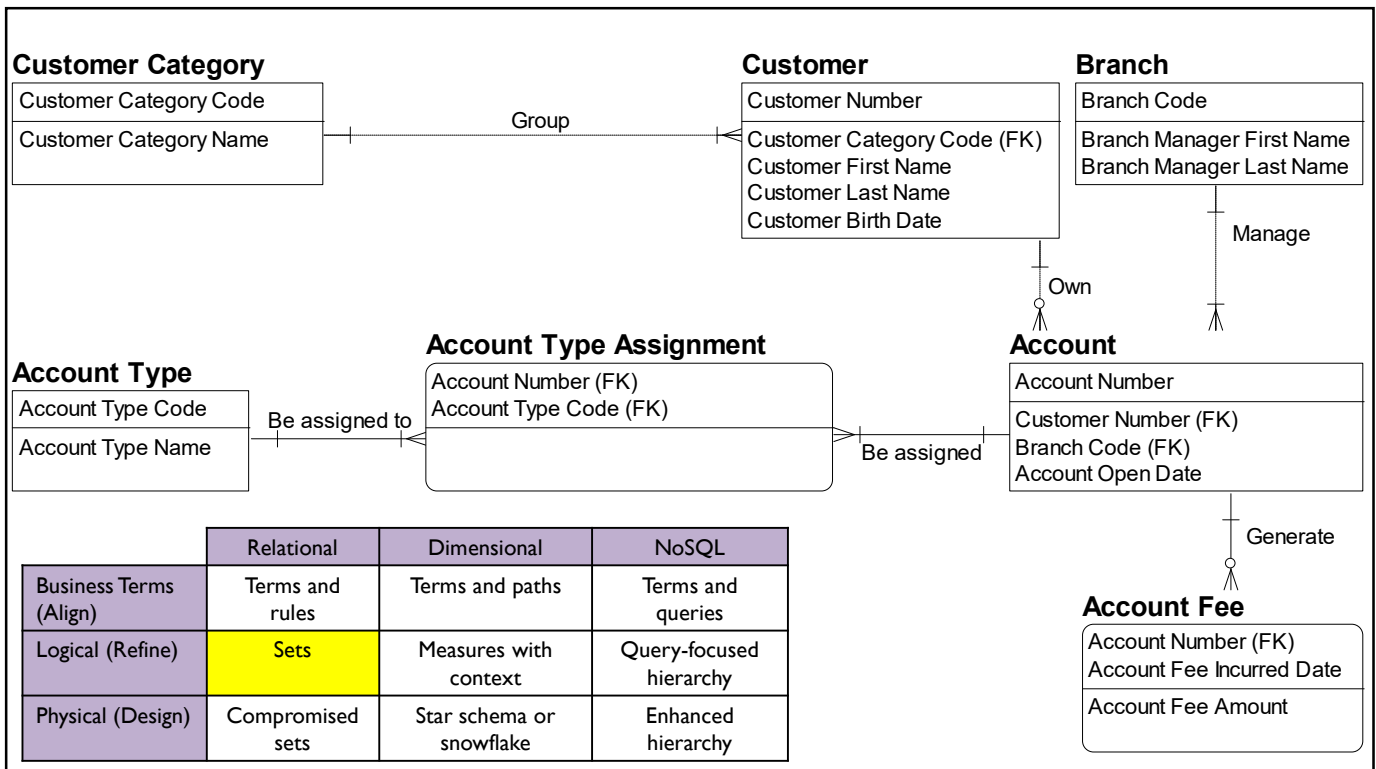 Customer Category
Customer Category Code
Customer Category Name
Group
Customer
Customer Number
Customer Category Code (FK)
Customer First Name
Customer Last Name
Customer Birth Date
Branch
Branch Code
Branch Manager First Name
Branch Manager Last Name
Manage
Own
Account Type
Account Type Code
Account Type Name
Be assigned to
Account Type Assignment
Account Number (FK)
Account Type Code (FK)
Be assigned
Account
Account Number
Customer Number (FK)
Branch Code (FK)
Account Open Date
Generate
Account Fee
Account Number (FK)
Account Fee Incurred Date
Account Fee Amount
Relational
Dimensional
NoSQL
Business Terms
(Align)
Terms and
rules
Terms and paths
Terms and
queries
Logical (Refine)
Sets
Measures with
context
Query-focused
hierarchy
Physical (Design)
Compromised
sets
Star schema or
snowflake
Enhanced
hierarchy